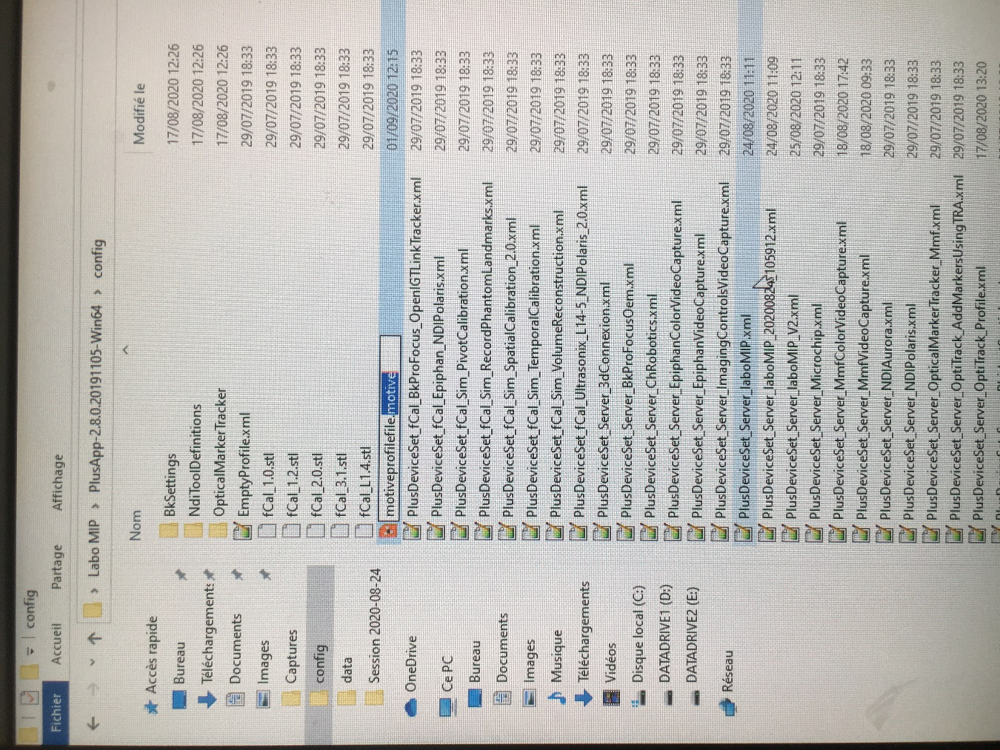 config
Fichier Accueil Partage Affichage
Labo MIP > PlusApp-2.8.0.20191105-Win64 > config
Nom Modifié le
Accès rapide
Bureau
Téléchargements
Documents
Images
Captures
config
data
Session 2020-08-24
OneDrive
Ce PC
Bureau
Documents
Images
Musique
Téléchargements
Vidéos
Disque local (C:)
DATADRIVE1 (D:)
DATADRIVE2 (E:)
Réseau
BkSettings 17/08/2020 12:26
NdiToolDefinitions 17/08/2020 12:26
OpticalMarkerTracker 17/08/2020 12:26
EmptyProfile.xml 29/07/2019 18:33
fCal_1.0.stl 29/07/2019 18:33
fCal_1.2.stl 29/07/2019 18:33
fCal_2.0.stl 29/07/2019 18:33
fCal_3.1.stl 29/07/2019 18:33
fCal_L1.4.stl 29/07/2019 18:33
motiveprofilefile.motive 01/09/2020 12:15
PlusDeviceSet_fCal_BkProFocus_OpenIGTLinkTracker.xml 29/07/2019 18:33
PlusDeviceSet_fCal_Epiphan_NDIPolaris.xml 29/07/2019 18:33
PlusDeviceSet_fCal_Sim_PivotCalibration.xml 29/07/2019 18:33
PlusDeviceSet_fCal_Sim_RecordPhantomLandmarks.xml 29/07/2019 18:33
PlusDeviceSet_fCal_Sim_SpatialCalibration_2.0.xml 29/07/2019 18:33
PlusDeviceSet_fCal_Sim_TemporalCalibration.xml 29/07/2019 18:33
PlusDeviceSet_fCal_Sim_VolumeReconstruction.xml 29/07/2019 18:33
PlusDeviceSet_fCal_Ultrasonix_L14-5_NDIPolaris_2.0.xml 29/07/2019 18:33
PlusDeviceSet_Server_3dConnexion.xml 29/07/2019 18:33
PlusDeviceSet_Server_BkProFocusOem.xml 29/07/2019 18:33
PlusDeviceSet_Server_ChRobotics.xml 29/07/2019 18:33
PlusDeviceSet_Server_EpiphanColorVideoCapture.xml 29/07/2019 18:33
PlusDeviceSet_Server_EpiphanVideoCapture.xml 29/07/2019 18:33
PlusDeviceSet_Server_ImagingControlsVideoCapture.xml 29/07/2019 18:33
PlusDeviceSet_Server_laboMIP.xml 24/08/2020 11:11
PlusDeviceSet_Server_laboMIP_20200824_105912.xml 24/08/2020 11:09
PlusDeviceSet_Server_laboMIP_V2.xml 25/08/2020 12:11
PlusDeviceSet_Server_Microchip.xml 29/07/2019 18:33
PlusDeviceSet_Server_MmfColorVideoCapture.xml 18/08/2020 17:42
PlusDeviceSet_Server_MmfVideoCapture.xml 18/08/2020 09:33
PlusDeviceSet_Server_NDIAurora.xml 29/07/2019 18:33
PlusDeviceSet_Server_NDIPolaris.xml 29/07/2019 18:33
PlusDeviceSet_Server_OpticalMarkerTracker_Mmf.xml 29/07/2019 18:33
PlusDeviceSet_Server_OptiTrack_AddMarkersUsingTRA.xml 29/07/2019 18:33
PlusDeviceSet_Server_OptiTrack_Profile.xml 17/08/2020 13:20